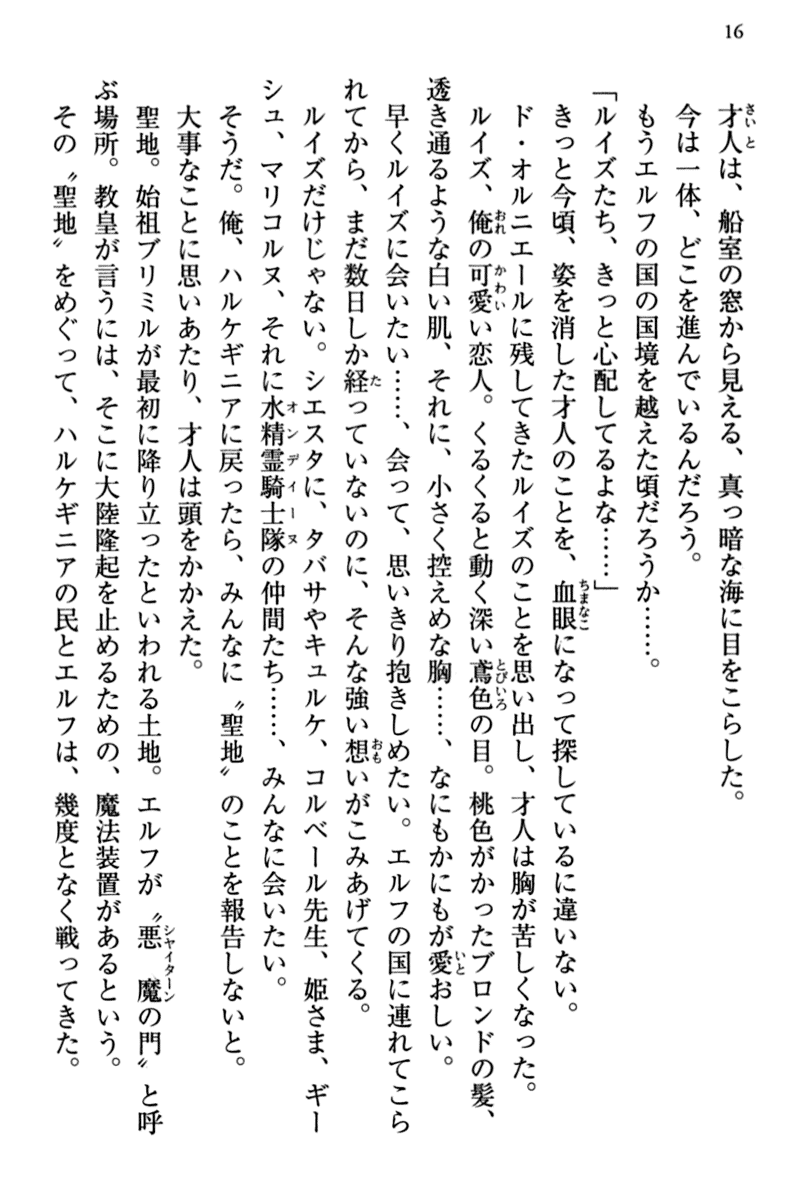 16
才人は、船室の窓から見える、真っ暗な海に目をこらした。
今は一体、どこを進んでいるんだろう。
もうエルフの国の国境を越えた頃だろうか……。
「ルイズたち、きっと心配してるよな……」
きっと今頃、姿を消した才人のことを、血眼になって探しているに違いない。
ド・オルニエールに残してきたルイズのことを思い出し、才人は胸が苦しくなった。
ルイズ、俺の可愛い恋人。くるくると動く深い鳶色の目。桃色がかったブロンドの髪、
透き通るような白い肌、それに、小さく控えめな胸……、なにもかにもが愛おしい。
早くルイズに会いたい……、会って、思いきり抱きしめたい。エルフの国に連れてこら
れてから、まだ数日しか経っていないのに、そんな強い想いがこみあげてくる。
ルイズだけじゃない。シエスタに、タバサやキュルケ、コルベール先生、姫さま、ギー
シュ、マリコルヌ、それに水精霊騎士隊の仲間たち……、みんなに会いたい。
そうだ。俺、ハルケギニアに戻ったら、みんなに〝聖地〟のことを報告しないと。
大事なことに思いあたり、才人は頭をかかえた。
聖地。始祖ブリミルが最初に降り立ったといわれる土地。エルフが〝悪魔の門〟と呼
ぶ場所。教皇が言うには、そこに大陸隆起を止めるための、魔法装置があるという。
その〝聖地〟をめぐって、ハルケギニアの民とエルフは、幾度となく戦ってきた。